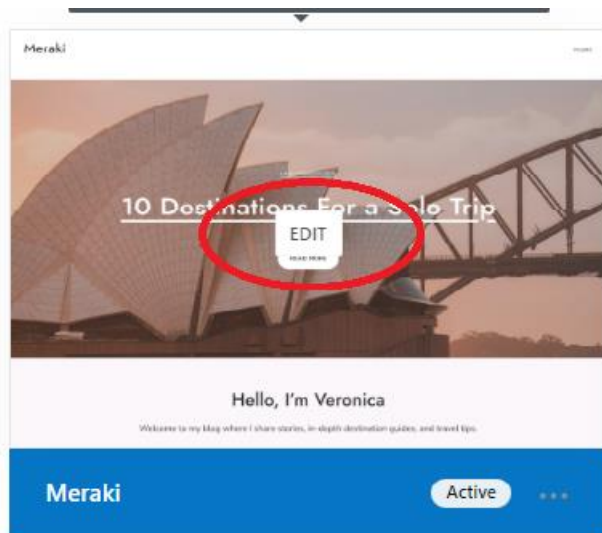 Meraki
10 Destinations For a Solo Trip
EDIT
READ MORE
Hello, I'm Veronica
Welcome to my blog where I share stories, in-depth destination guides, and travel tips.
Meraki
Active